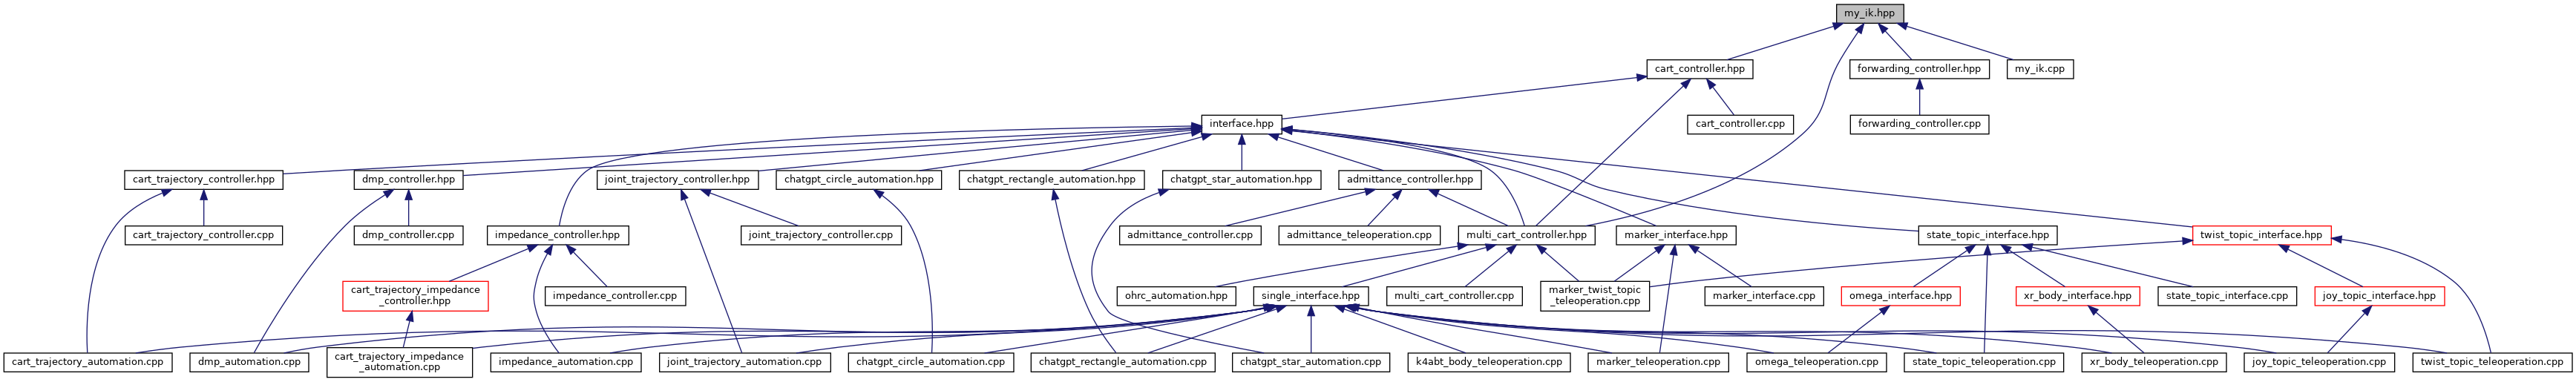 my_ik.hpp
cart_controller.hpp
forwarding_controller.hpp
my_ik.cpp
interface.hpp
cart_controller.cpp
forwarding_controller.cpp
cart_trajectory_controller.hpp
dmp_controller.hpp
joint_trajectory_controller.hpp
chatgpt_circle_automation.hpp
chatgpt_rectangle_automation.hpp
chatgpt_star_automation.hpp
admittance_controller.hpp
cart_trajectory_controller.cpp
dmp_controller.cpp
impedance_controller.hpp
joint_trajectory_controller.cpp
admittance_controller.cpp
admittance_teleoperation.cpp
multi_cart_controller.hpp
marker_interface.hpp
state_topic_interface.hpp
twist_topic_interface.hpp
cart_trajectory_impedance
_controller.hpp
impedance_controller.cpp
ohrc_automation.hpp
single_interface.hpp
multi_cart_controller.cpp
marker_twist_topic
_teleoperation.cpp
marker_interface.cpp
omega_interface.hpp
xr_body_interface.hpp
state_topic_interface.cpp
joy_topic_interface.hpp
cart_trajectory_automation.cpp
dmp_automation.cpp
cart_trajectory_impedance
_automation.cpp
impedance_automation.cpp
joint_trajectory_automation.cpp
chatgpt_circle_automation.cpp
chatgpt_rectangle_automation.cpp
chatgpt_star_automation.cpp
k4abt_body_teleoperation.cpp
marker_teleoperation.cpp
omega_teleoperation.cpp
state_topic_teleoperation.cpp
xr_body_teleoperation.cpp
joy_topic_teleoperation.cpp
twist_topic_teleoperation.cpp